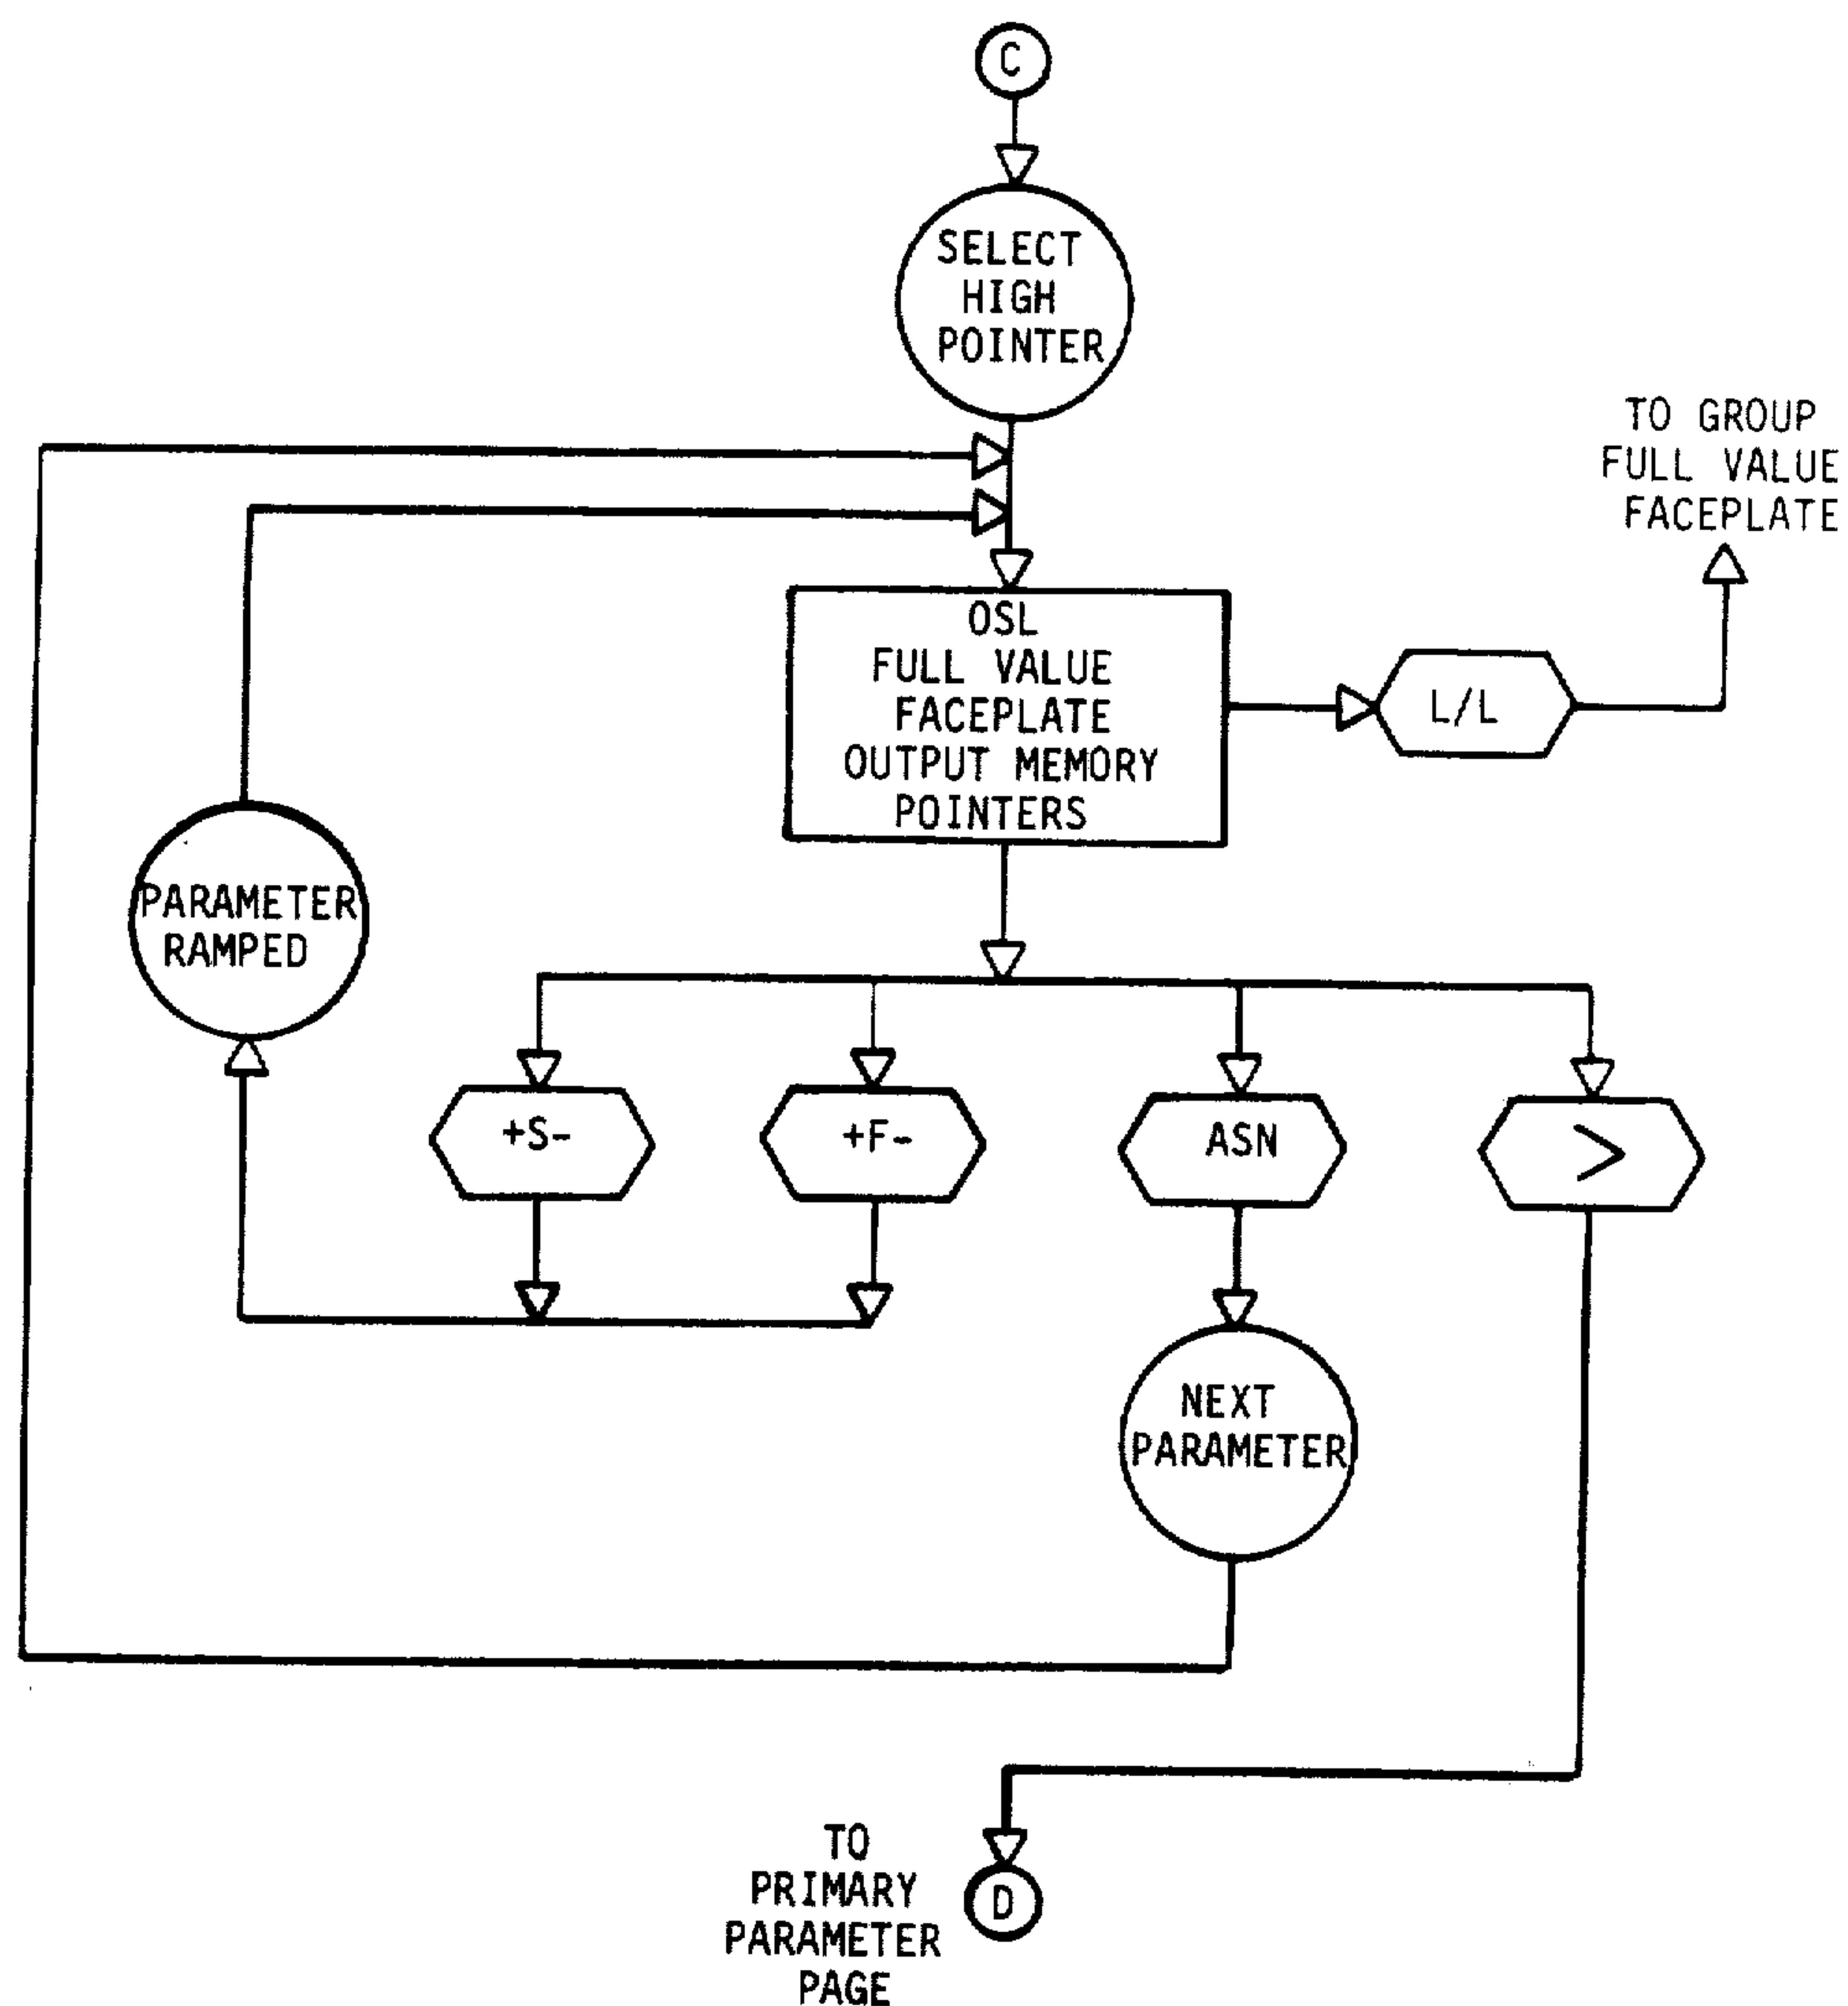 C
SELECT
HIGH
POINTER
TO GROUP
FULL VALUE
FACEPLATE
OSL
FULL VALUE
FACEPLATE
OUTPUT MEMORY
POINTERS
L/L
PARAMETER
RAMPED
+S-
+F-
ASN
>
NEXT
PARAMETER
TO
PRIMARY
PARAMETER
PAGE
D